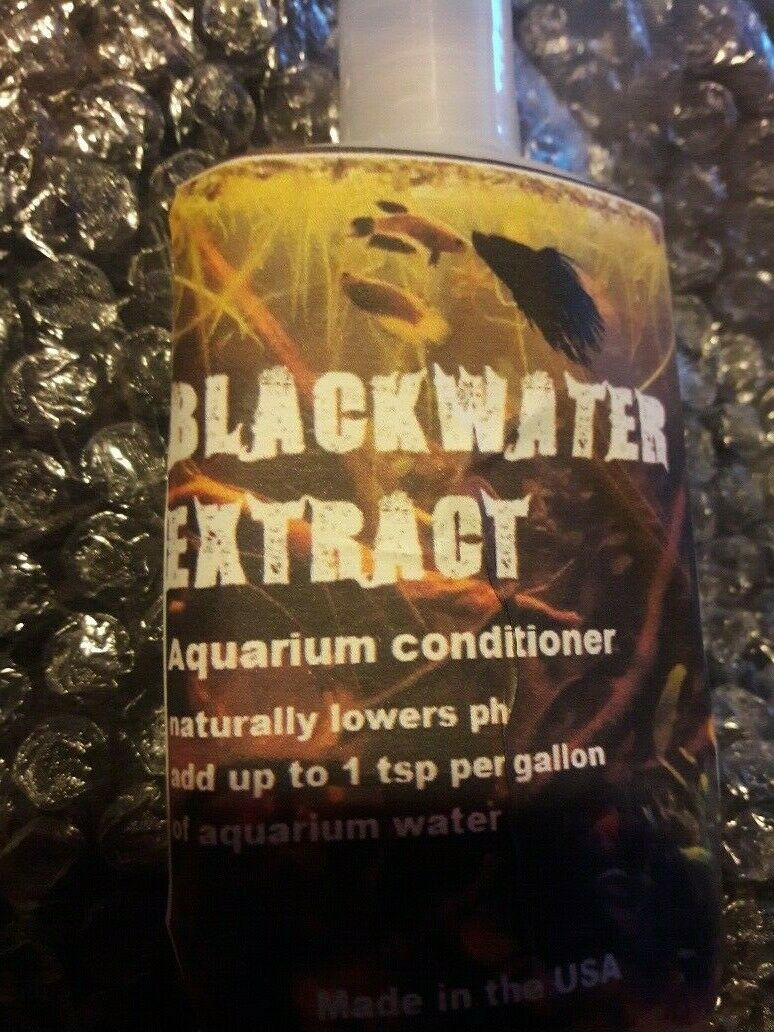 BLACKWATER
EXTRACT
Aquarium conditioner
naturally lowers ph
add up to 1 tsp per gallon
of aquarium water
Made in the USA